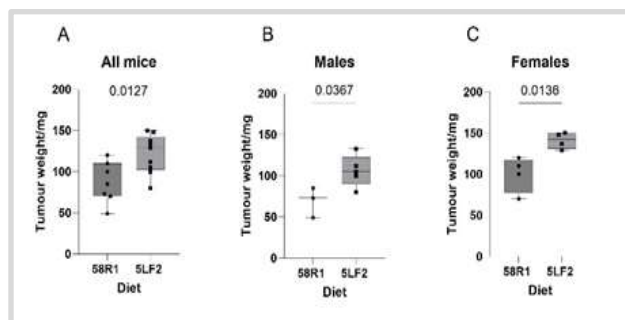 A
All mice
0.0127
Tumour weight/mg
200
150
100
50
0
58R1 5LF2
Diet
B
Males
0.0367
Tumour weight/mg
200
150
100
50
0
58R1 5LF2
Diet
C
Females
0.0136
Tumour weight/mg
200
150
100
50
0
58R1 5LF2
Diet